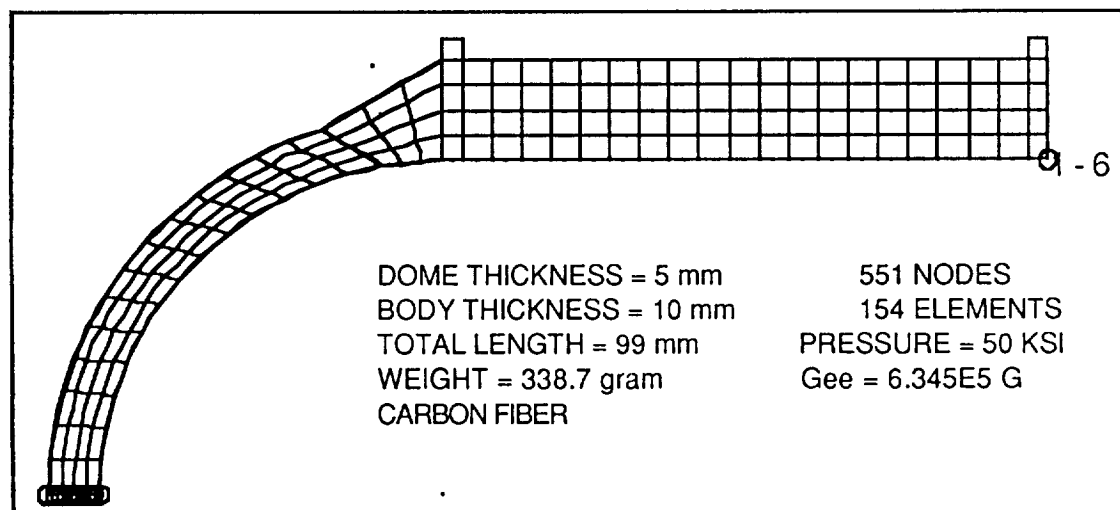 1 - 6
DOME THICKNESS = 5 mm 551 NODES
BODY THICKNESS = 10 mm 154 ELEMENTS
TOTAL LENGTH = 99 mm PRESSURE = 50 KSI
WEIGHT = 338.7 gram Gee = 6.345E5 G
CARBON FIBER